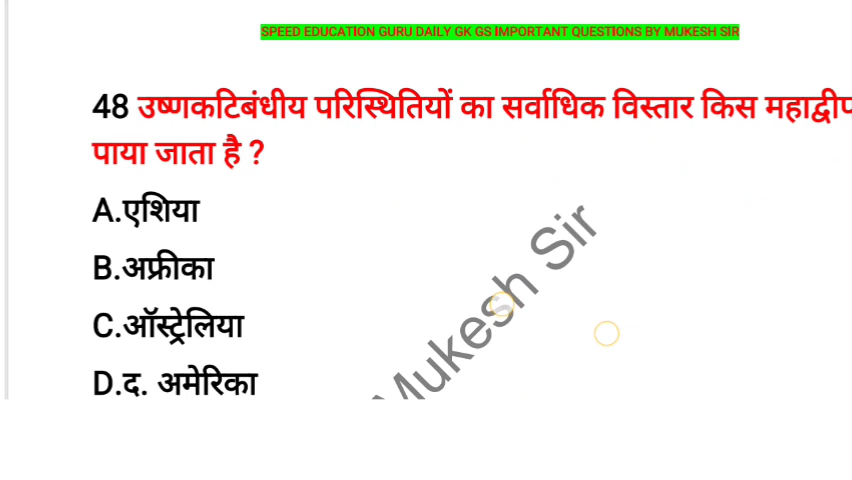 SPEED EDUCATION GURU DAILY GK GS IMPORTANT QUESTIONS BY MUKESH SIR
48 उष्णकटिबंधीय परिस्थितियों का सर्वाधिक विस्तार किस महाद्वीप
पाया जाता है ?
A.एशिया
B.अफ्रीका
C.ऑस्ट्रेलिया
D.द. अमेरिका
Mukesh Sir